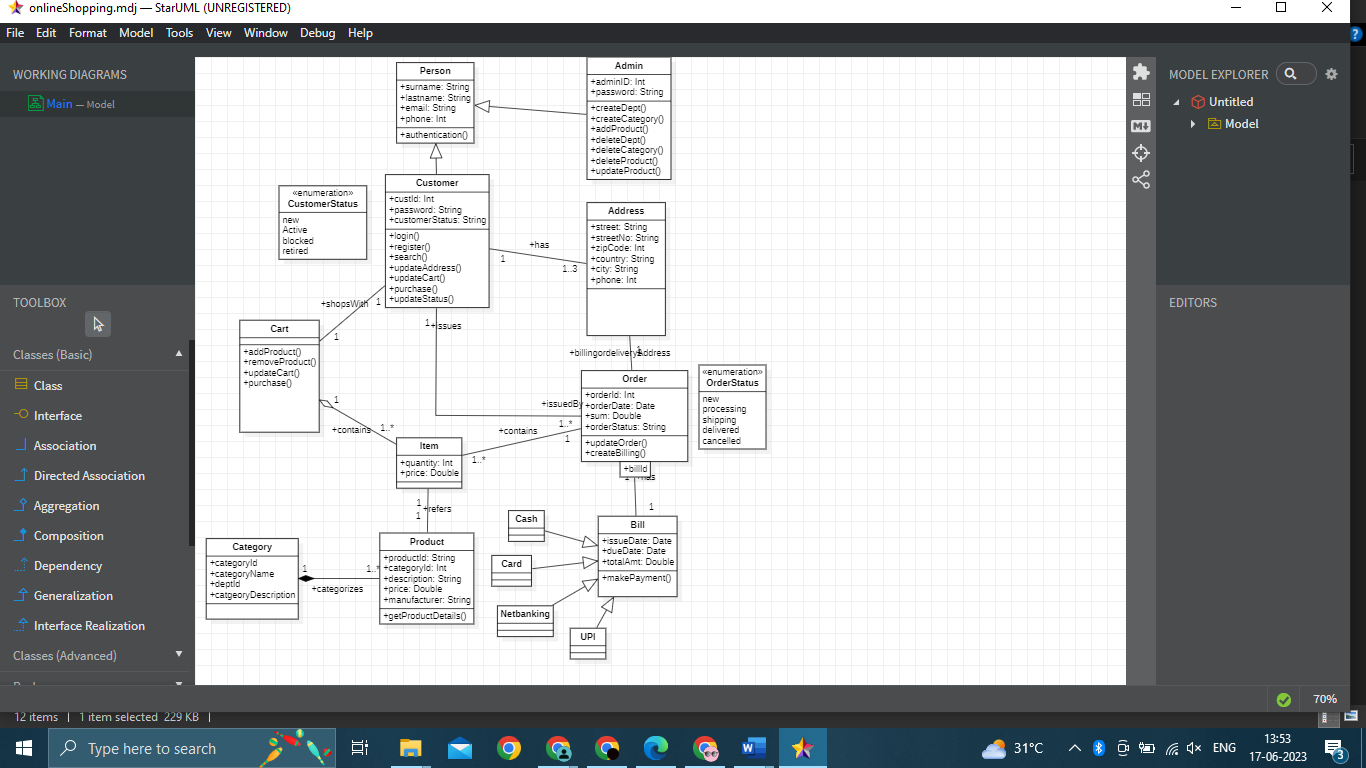 onlineShopping.mdj — StarUML (UNREGISTERED)
File Edit Format Model Tools View Window Debug Help
WORKING DIAGRAMS
Main — Model
TOOLBOX
Classes (Basic)
Class
Interface
Association
Directed Association
Aggregation
Composition
Dependency
Generalization
Interface Realization
Classes (Advanced)
Person
+surname: String
+lastname: String
+email: String
+phone: Int
+authentication()
Admin
+adminID: Int
+password: String
+createDept()
+createCategory()
+addProduct()
+deleteDept()
+deleteCategory()
+deleteProduct()
+updateProduct()
«enumeration»
CustomerStatus
new
Active
blocked
retired
Customer
+custId: Int
+password: String
+customerStatus: String
+login()
+register()
+search()
+updateAddress()
+updateCart()
+purchase()
+updateStatus()
+has
1
1..3
Address
+street: String
+streetNo: String
+zipCode: Int
+country: String
+city: String
+phone: Int
+shopsWith
1
1
1
+issues
Cart
+addProduct()
+removeProduct()
+updateCart()
+purchase()
1
+contains
1..*
1
+billingordeliveryAddress
Order
+orderId: Int
+orderDate: Date
+sum: Double
+orderStatus: String
+updateOrder()
+createBilling()
+issuedBy
1..*
1
+contains
1..*
«enumeration»
OrderStatus
new
processing
shipping
delivered
cancelled
Item
+quantity: Int
+price: Double
+billId
1
1
1
+refers
Cash
Card
Netbanking
UPI
Bill
+issueDate: Date
+dueDate: Date
+totalAmt: Double
+makePayment()
Category
+categoryId
+categoryName
+deptId
+catgeoryDescription
1
1..*
+categorizes
Product
+productId: String
+categoryId: Int
+description: String
+price: Double
+manufacturer: String
+getProductDetails()
MODEL EXPLORER
Untitled
Model
EDITORS
70%
12 items 1 item selected 229 KB
Type here to search
31°C
ENG
13:53
17-06-2023
3